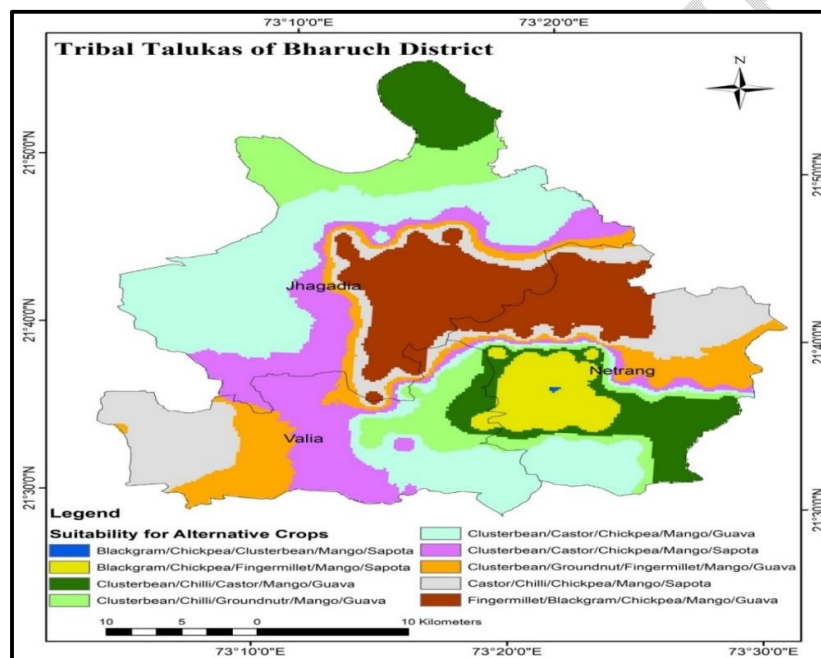 73°10'0"E 73°20'0"E
Tribal Talukas of Bharuch District
N
21°50'0"N 21°50'0"N
Jhagadia
21°40'0"N 21°40'0"N
Netrang
Valia
21°30'0"N 21°30'0"N
Legend
Suitability for Alternative Crops
Blackgram/Chickpea/Clusterbean/Mango/Sapota
Blackgram/Chickpea/Fingermillet/Mango/Sapota
Clusterbean/Chilli/Castor/Mango/Guava
Clusterbean/Chilli/Groundnutr/Mango/Guava
Clusterbean/Castor/Chickpea/Mango/Guava
Clusterbean/Castor/Chickpea/Mango/Sapota
Clusterbean/Groundnut/Fingermillet/Mango/Guava
Castor/Chilli/Chickpea/Mango/Sapota
Fingermillet/Blackgram/Chickpea/Mango/Guava
10 5 0 10 Kilometers
73°10'0"E 73°20'0"E 73°30'0"E